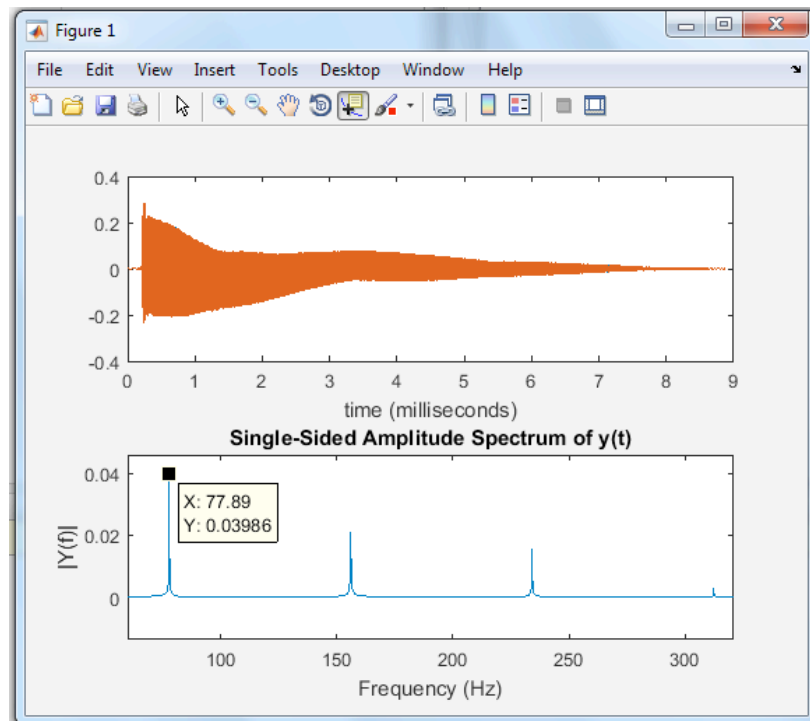 Figure 1
File Edit View Insert Tools Desktop Window Help
0.4
0.2
0
-0.2
-0.4
0 1 2 3 4 5 6 7 8 9
time (milliseconds)
Single-Sided Amplitude Spectrum of y(t)
|Y(f)|
0.04
X: 77.89
Y: 0.03986
0.02
0
100 150 200 250 300
Frequency (Hz)